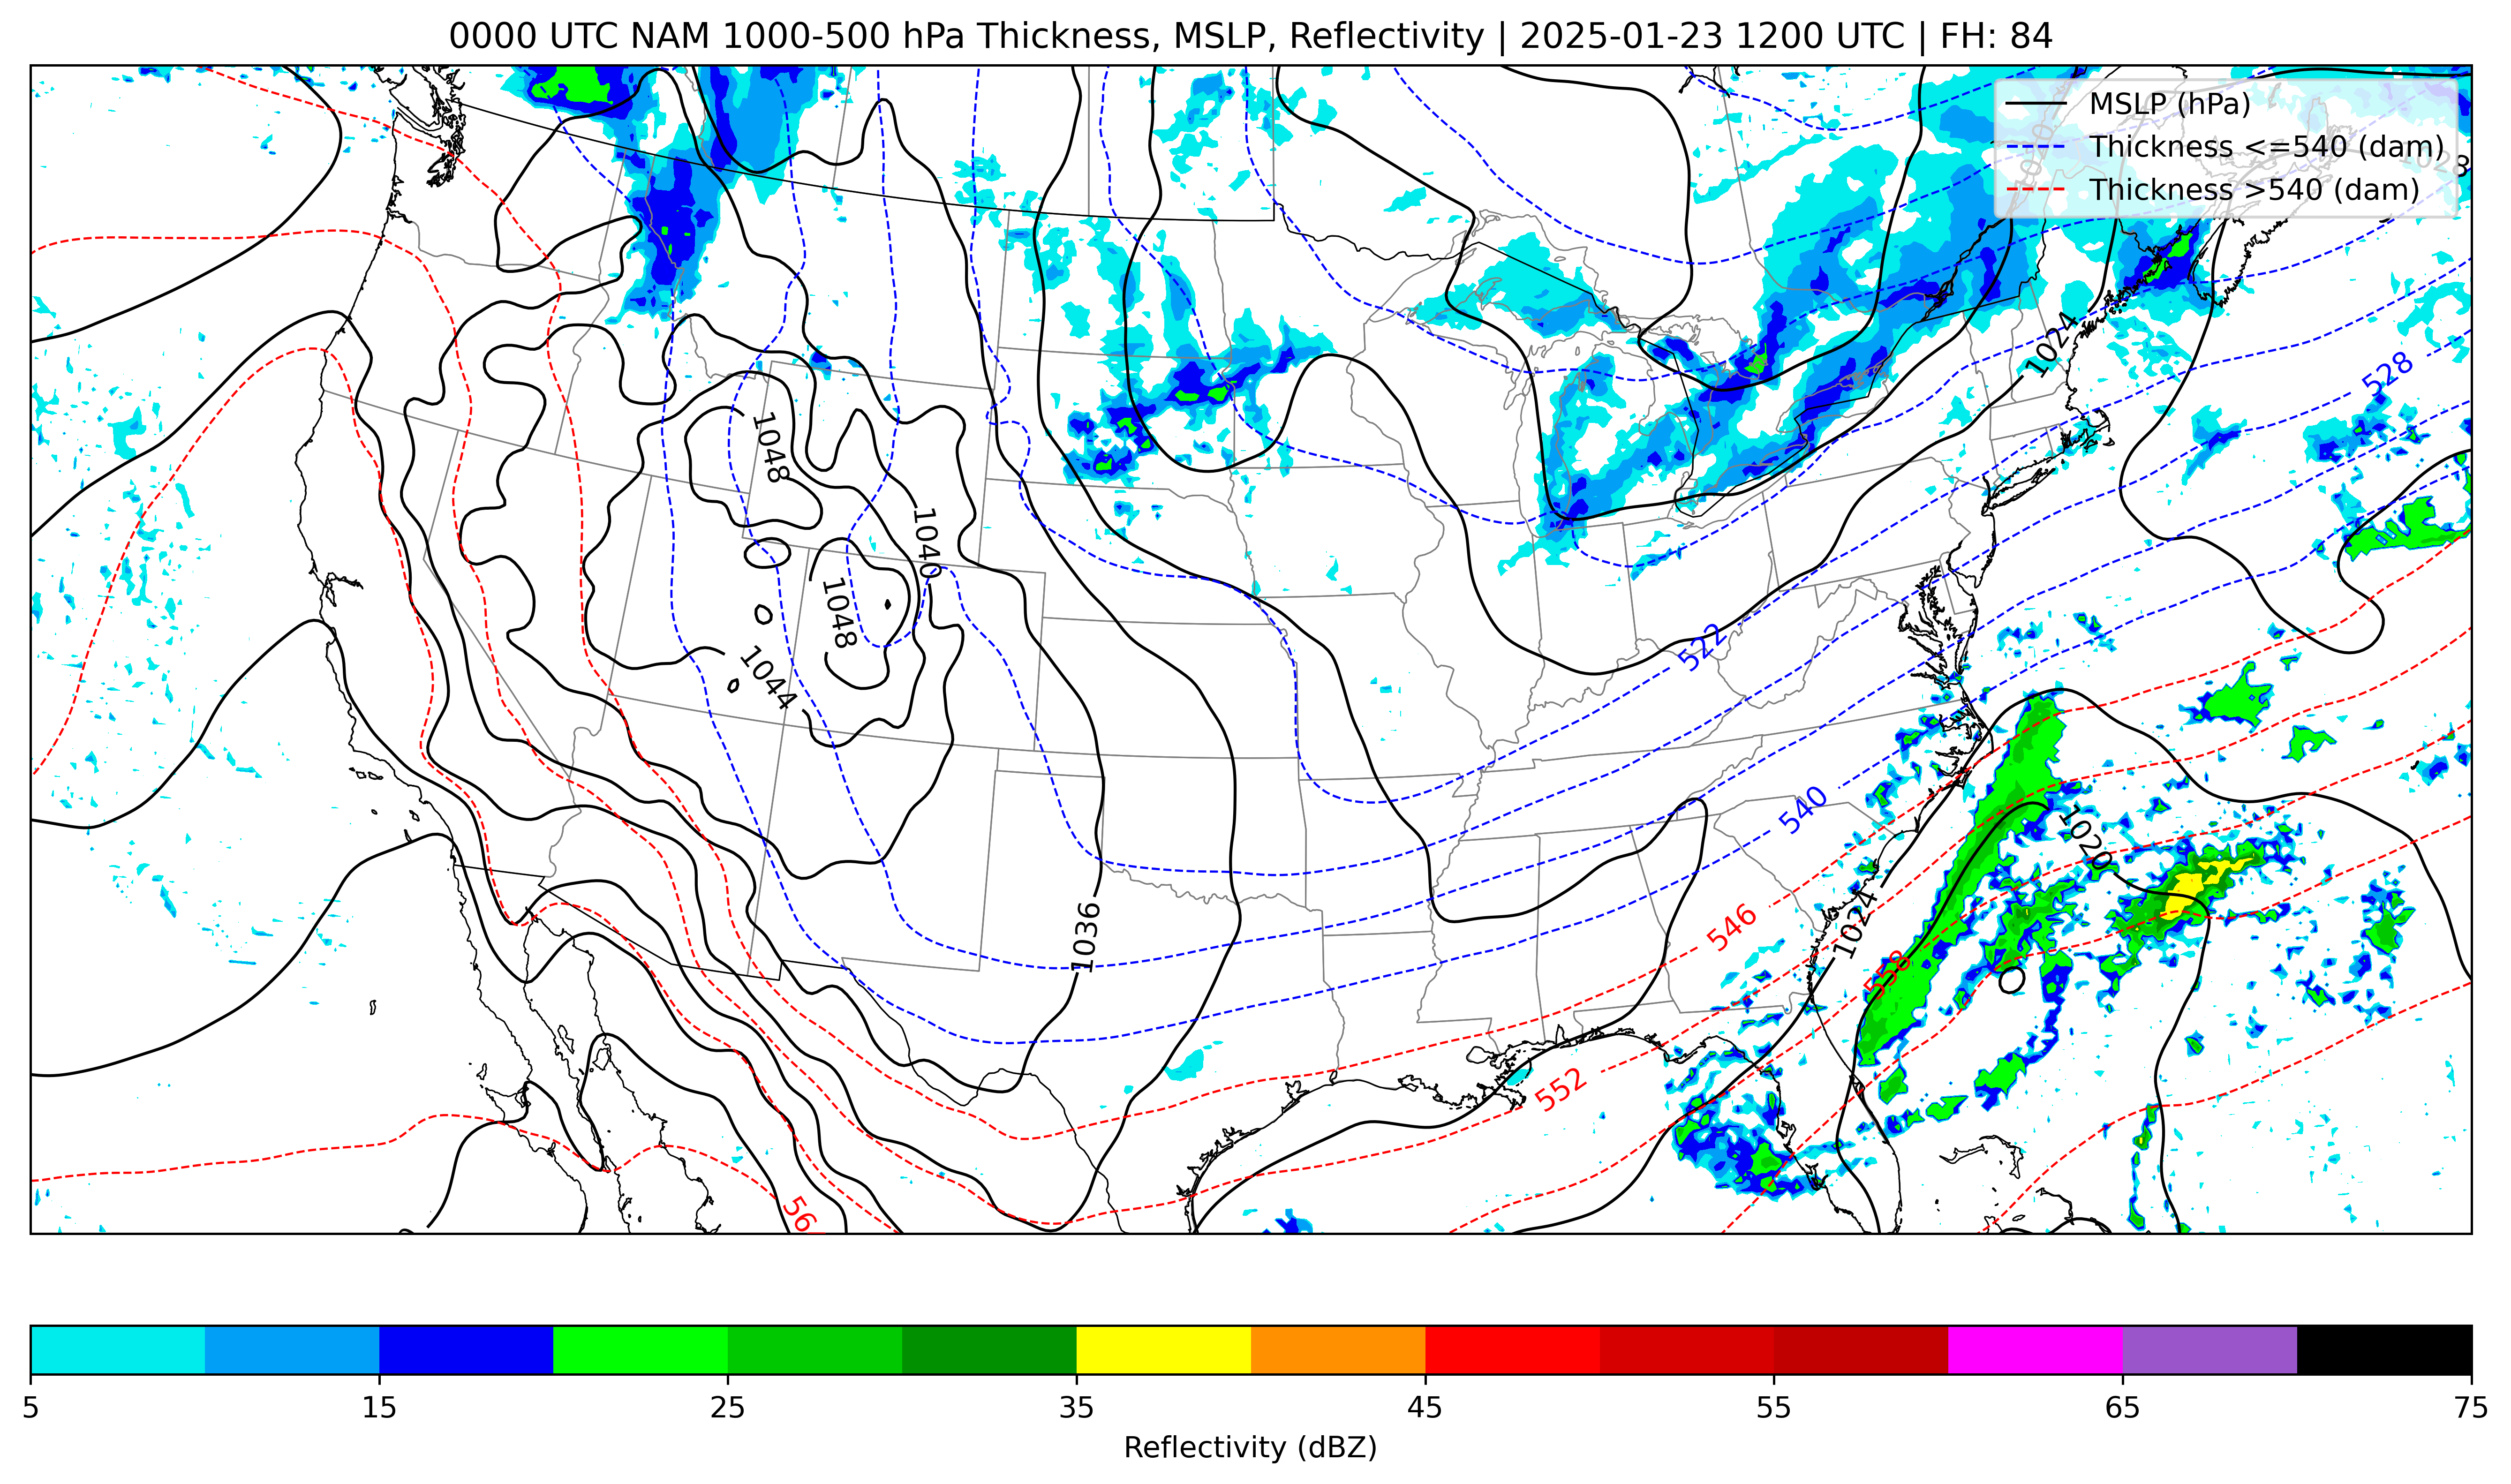 0000 UTC NAM 1000-500 hPa Thickness, MSLP, Reflectivity | 2025-01-23 1200 UTC | FH: 84
MSLP (hPa)
Thickness <=540 (dam)
Thickness >540 (dam)
1024
528
1048
1040
1048
1044
522
540
1020
1036
546
1024
558
552
56
5 15 25 35 45 55 65 75
Reflectivity (dBZ)